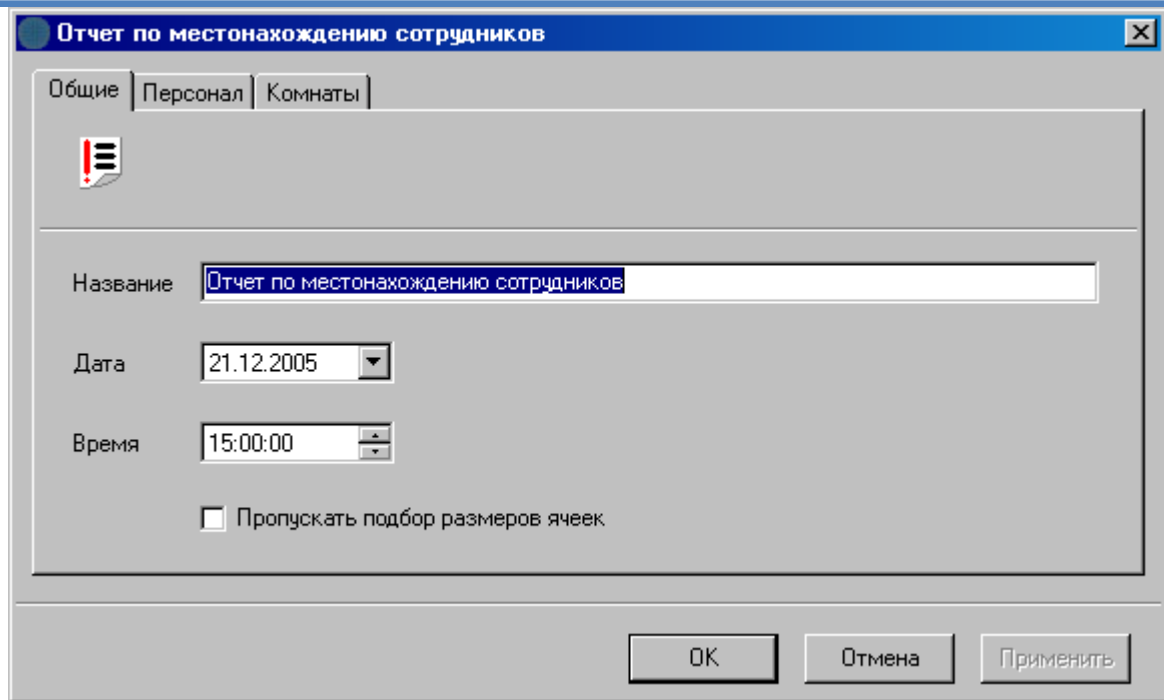 Отчет по местонахождению сотрудников
Общие Персонал Комнаты
Название Отчет по местонахождению сотрудников
Дата 21.12.2005
Время 15:00:00
Пропускать подбор размеров ячеек
OK Отмена Применить